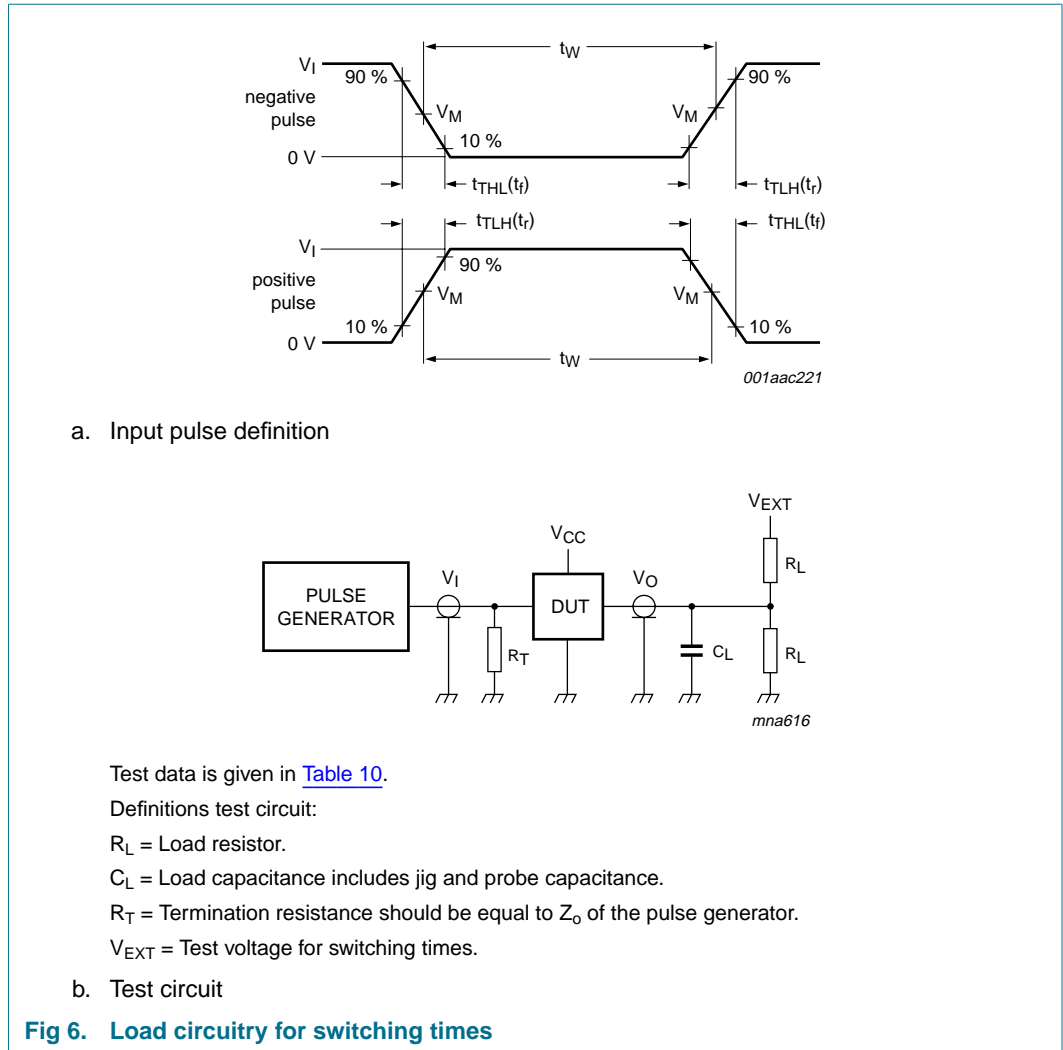 tW
VI
90 %
90 %
negative
pulse
VM
VM
10 %
0 V
tTHL(tf)
tTLH(tr)
tTLH(tr)
tTHL(tf)
VI
90 %
positive
pulse
VM
VM
10 %
10 %
0 V
tW
001aac221
a. Input pulse definition
VEXT
VCC
RL
VI
VO
PULSE
GENERATOR
DUT
RT
CL
RL
mna616
Test data is given in Table 10.
Definitions test circuit:
RL = Load resistor.
CL = Load capacitance includes jig and probe capacitance.
RT = Termination resistance should be equal to Zo of the pulse generator.
VEXT = Test voltage for switching times.
b. Test circuit
Fig 6. Load circuitry for switching times